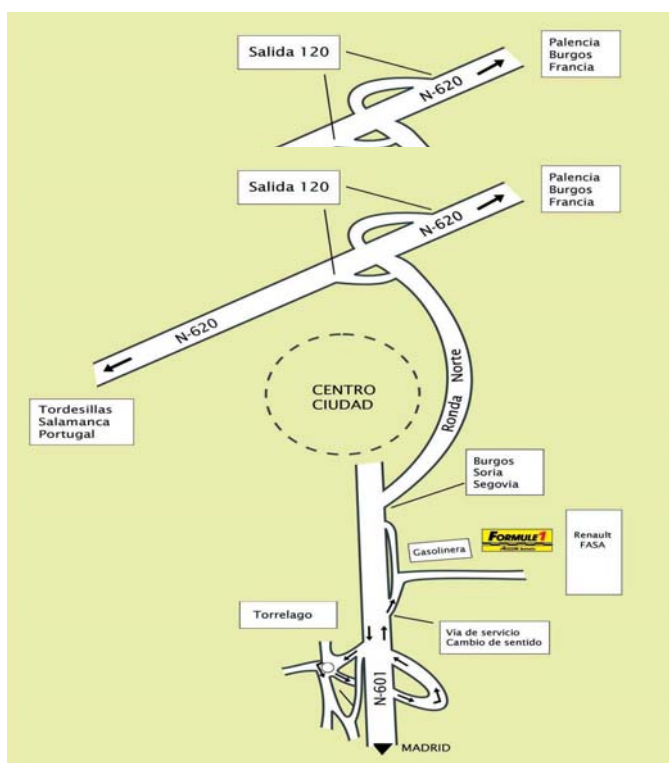 Salida 120
Palencia
Burgos
Francia
N-620
Salida 120
Palencia
Burgos
Francia
N-620
N-620
Tordesillas
Salamanca
Portugal
CENTRO
CIUDAD
Ronda Norte
Burgos
Soria
Segovia
Gasolinera
FORMULE1
Renault
FASA
Torrelago
Vía de servicio
Cambio de sentido
N-601
MADRID